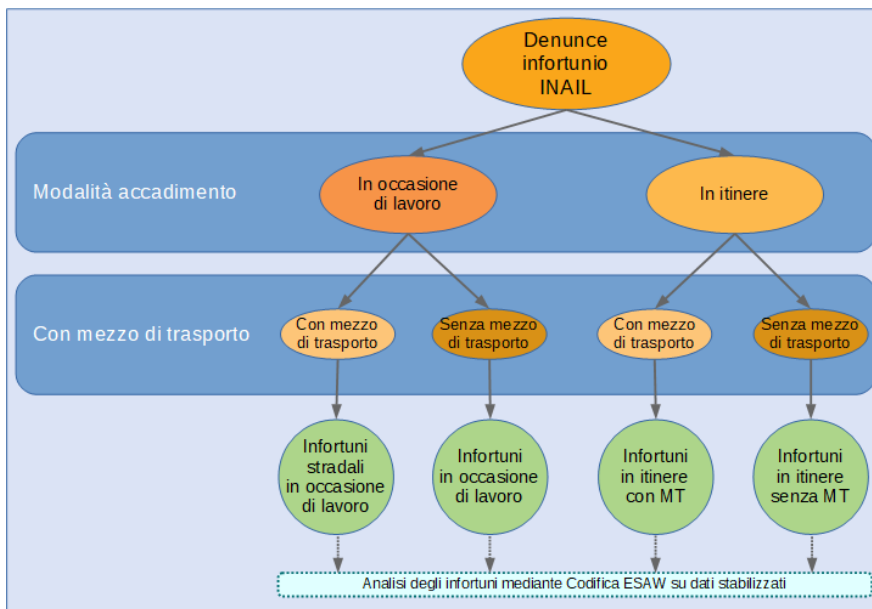 Denunce
infortunio
INAIL
Modalità accadimento
In occasione
di lavoro
In itinere
Con mezzo di trasporto
Con mezzo
di trasporto
Senza mezzo
di trasporto
Con mezzo
di trasporto
Senza mezzo
di trasporto
Infortuni
stradali
in occasione
di lavoro
Infortuni
in occasione
di lavoro
Infortuni
in itinere
con MT
Infortuni
in itinere
senza MT
Analisi degli infortuni mediante Codifica ESAW su dati stabilizzati